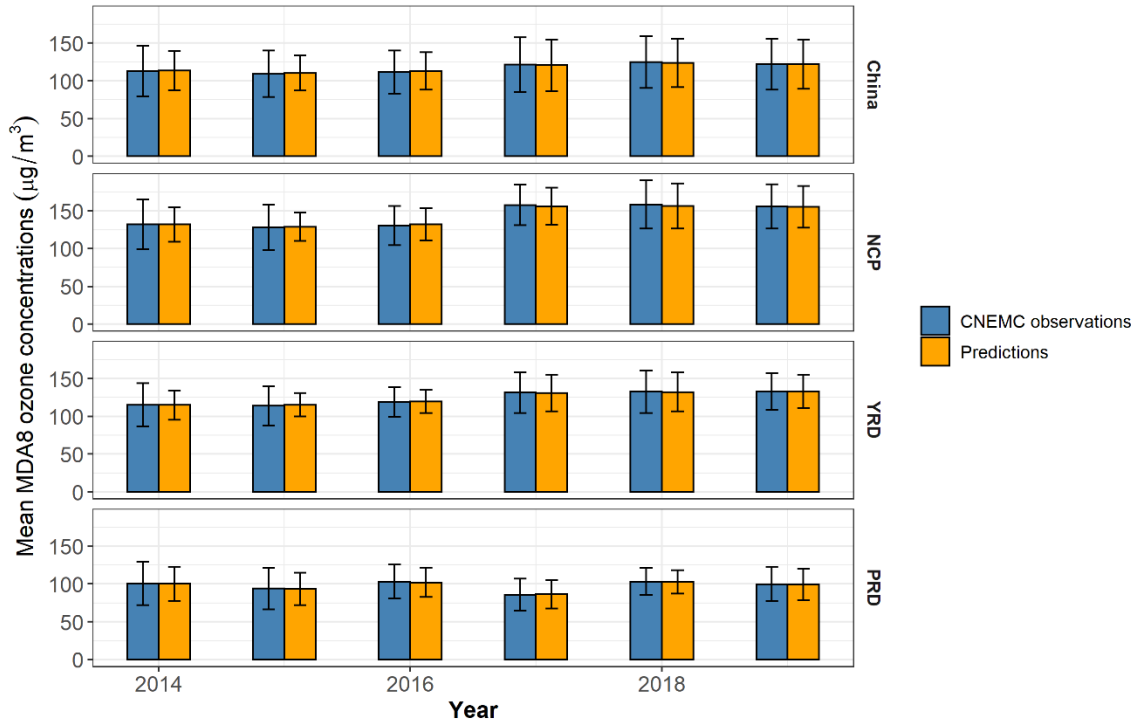 Mean MDA8 ozone concentrations (μg/m³)
150
100
50
0
China
150
100
50
0
NCP
150
100
50
0
YRD
150
100
50
0
PRD
2014 2016 2018
Year
CNEMC observations
Predictions